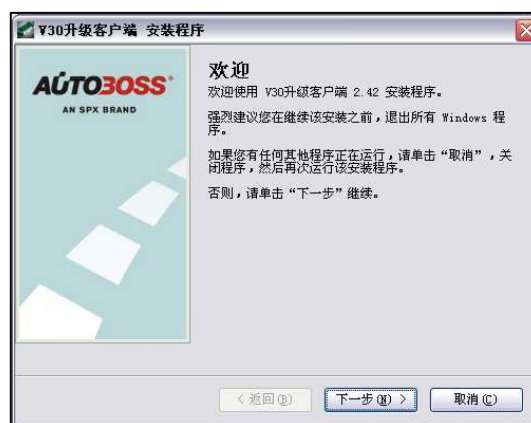 V30升级客户端 安装程序
AUTOBOSS
AN SPX BRAND
欢迎
欢迎使用 V30升级客户端 2.42 安装程序。
强烈建议您在继续该安装之前，退出所有 Windows 程
序。
如果您有任何其他程序正在运行，请单击“取消”，关
闭程序，然后再次运行该安装程序。
否则，请单击“下一步”继续。
< 返回(B)
下一步(N) >
取消(C)